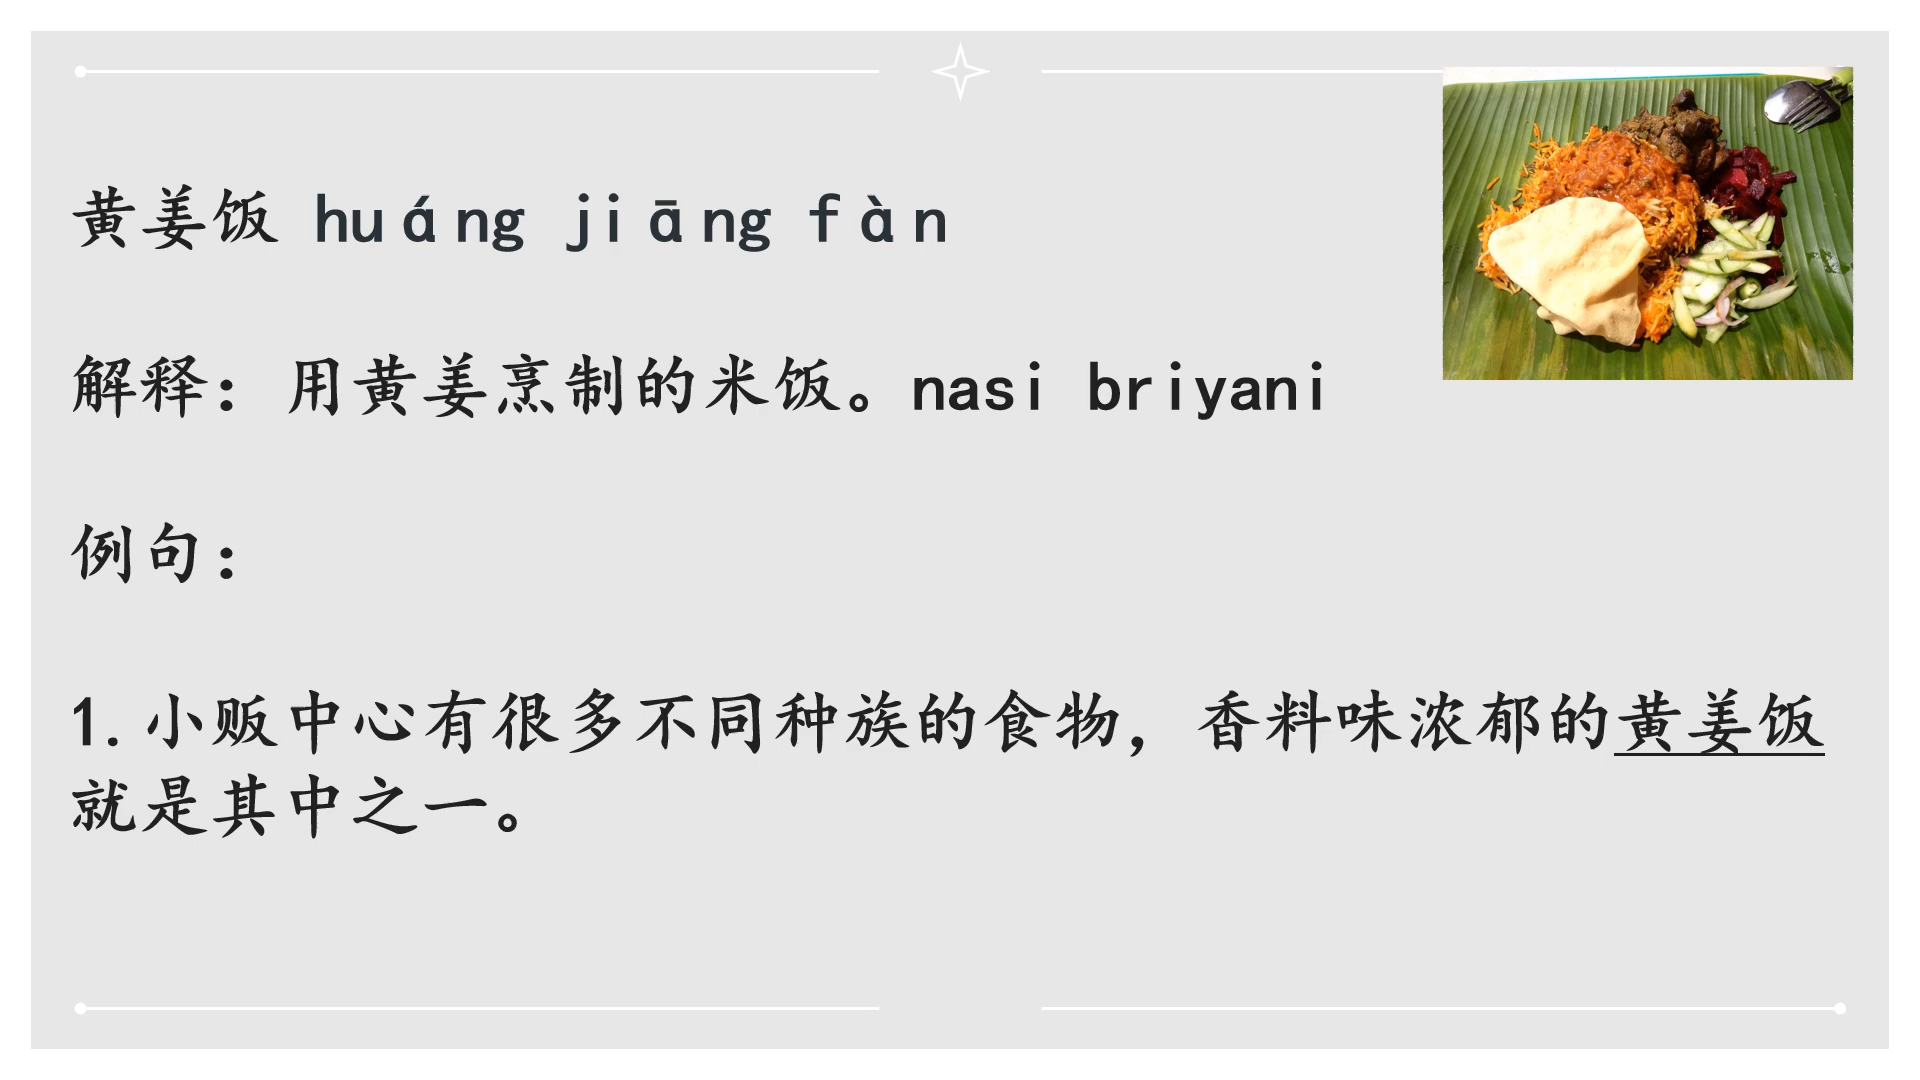 黄姜饭 huáng jiāng fàn
解释：用黄姜烹制的米饭。nasi briyani
例句：
1.小贩中心有很多不同种族的食物，香料味浓郁的黄姜饭
就是其中之一。